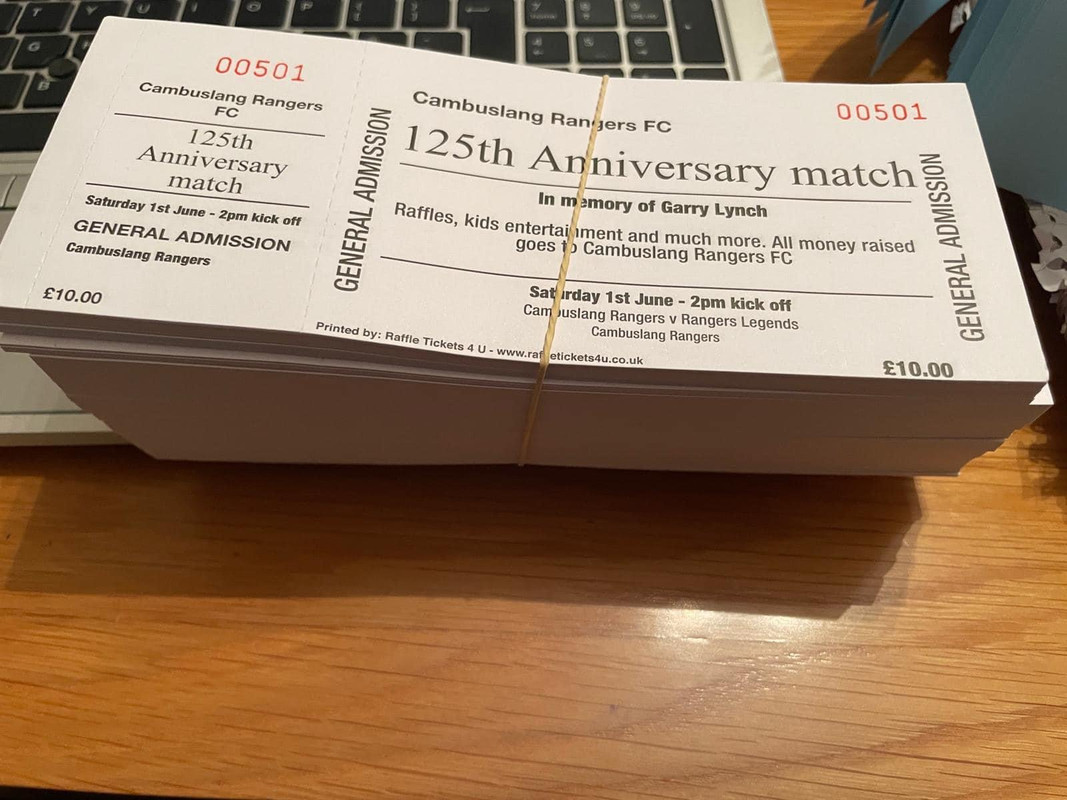 00501
Cambuslang Rangers
FC
125th
Anniversary
match
Saturday 1st June - 2pm kick off
GENERAL ADMISSION
Cambuslang Rangers
£10.00
GENERAL ADMISSION
Cambuslang Rangers FC
00501
125th Anniversary match
In memory of Garry Lynch
Raffles, kids entertainment and much more. All money raised
goes to Cambuslang Rangers FC
Saturday 1st June - 2pm kick off
Cambuslang Rangers v Rangers Legends
Cambuslang Rangers
Printed by: Raffle Tickets 4 U - www.raffletickets4u.co.uk
£10.00
GENERAL ADMISSION